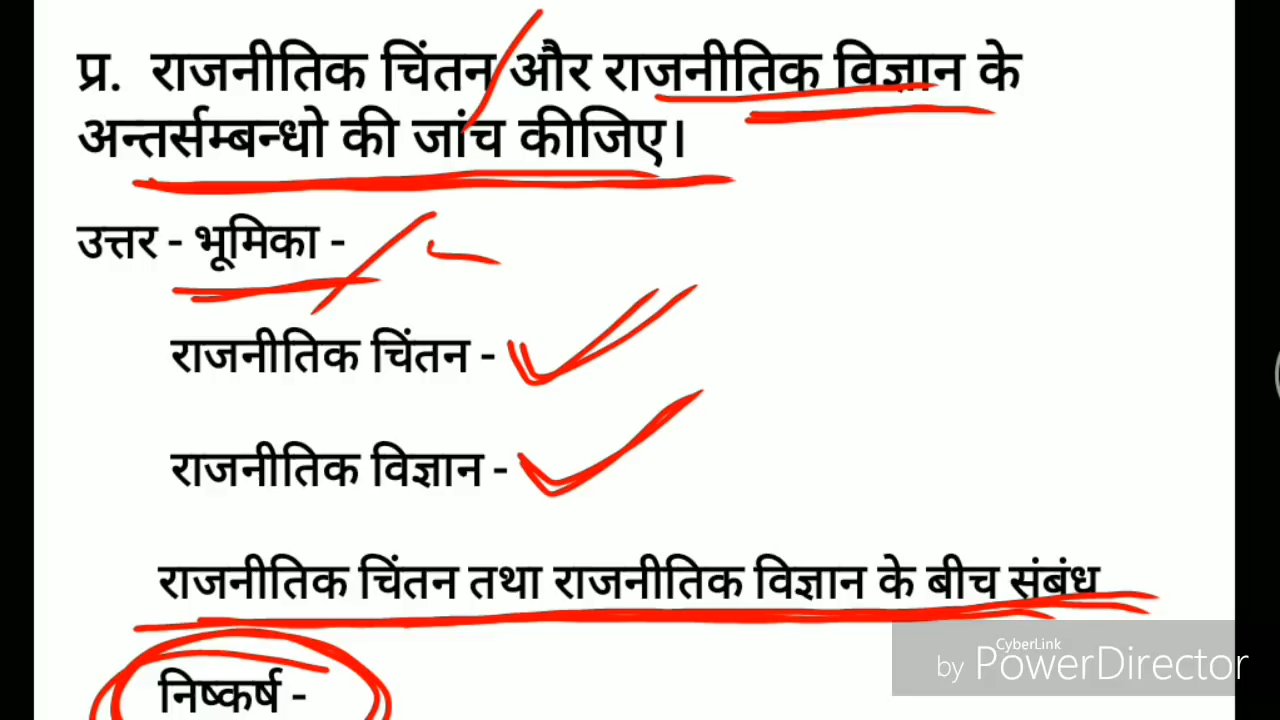 प्र. राजनीतिक चिंतन और राजनीतिक विज्ञान के
अन्तर्सम्बन्धो की जांच कीजिए।
उत्तर - भूमिका -
राजनीतिक चिंतन -
राजनीतिक विज्ञान -
राजनीतिक चिंतन तथा राजनीतिक विज्ञान के बीच संबंध
निष्कर्ष -
CyberLink
by PowerDirector